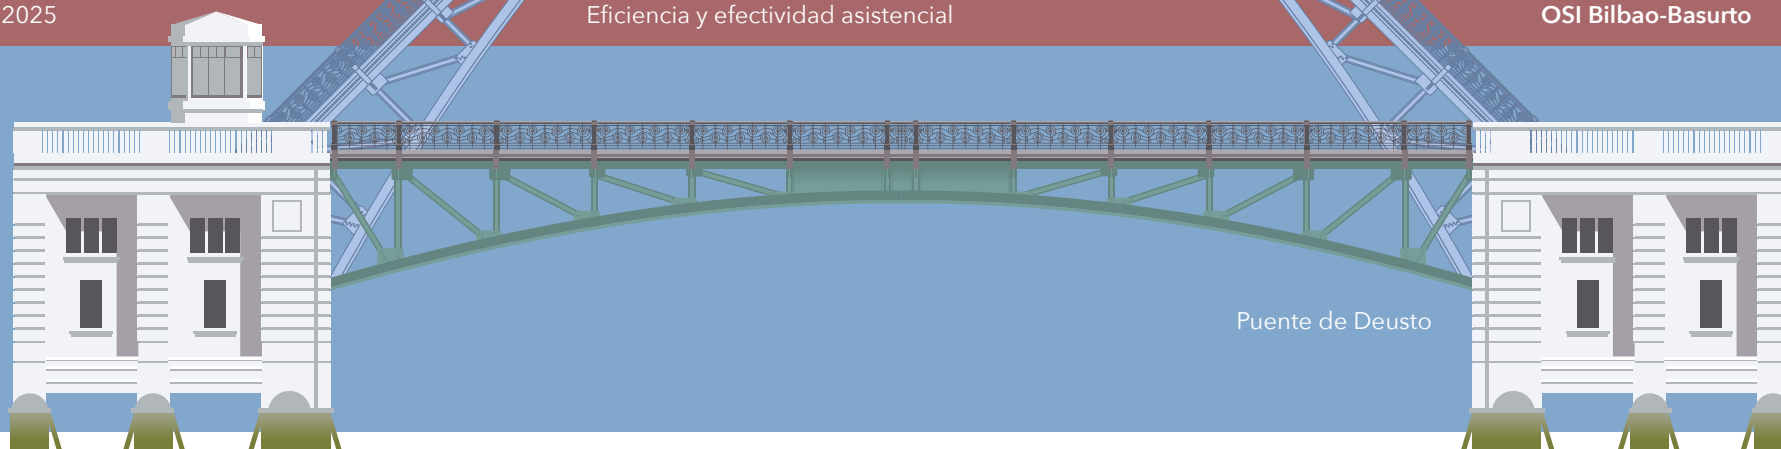 2025
Eficiencia y efectividad asistencial
OSI Bilbao-Basurto
Puente de Deusto